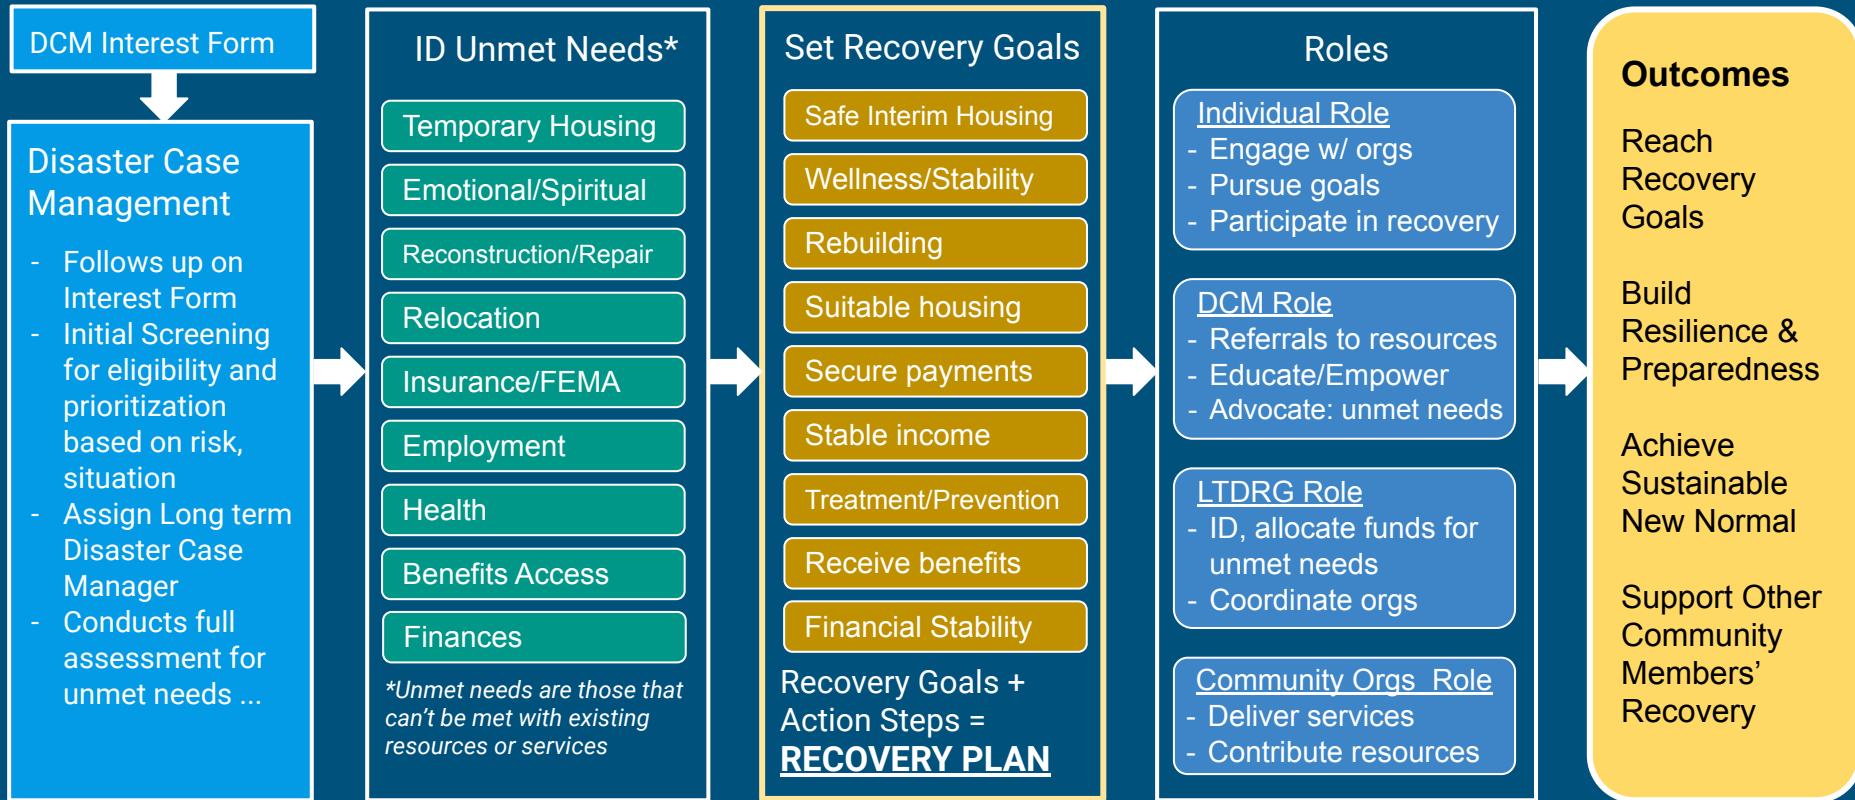 DCM Interest Form
Disaster Case
Management
- Follows up on
Interest Form
- Initial Screening
for eligibility and
prioritization
based on risk,
situation
- Assign Long term
Disaster Case
Manager
- Conducts full
assessment for
unmet needs ...
ID Unmet Needs*
Temporary Housing
Emotional/Spiritual
Reconstruction/Repair
Relocation
Insurance/FEMA
Employment
Health
Benefits Access
Finances
*Unmet needs are those that
can't be met with existing
resources or services
Set Recovery Goals
Safe Interim Housing
Wellness/Stability
Rebuilding
Suitable housing
Secure payments
Stable income
Treatment/Prevention
Receive benefits
Financial Stability
Recovery Goals +
Action Steps =
RECOVERY PLAN
Roles
Individual Role
- Engage w/ orgs
- Pursue goals
- Participate in recovery
DCM Role
- Referrals to resources
- Educate/Empower
- Advocate: unmet needs
LTDRG Role
- ID, allocate funds for
unmet needs
- Coordinate orgs
Community Orgs  Role
- Deliver services
- Contribute resources
Outcomes
Reach
Recovery
Goals
Build
Resilience &
Preparedness
Achieve
Sustainable
New Normal
Support Other
Community
Members’
Recovery